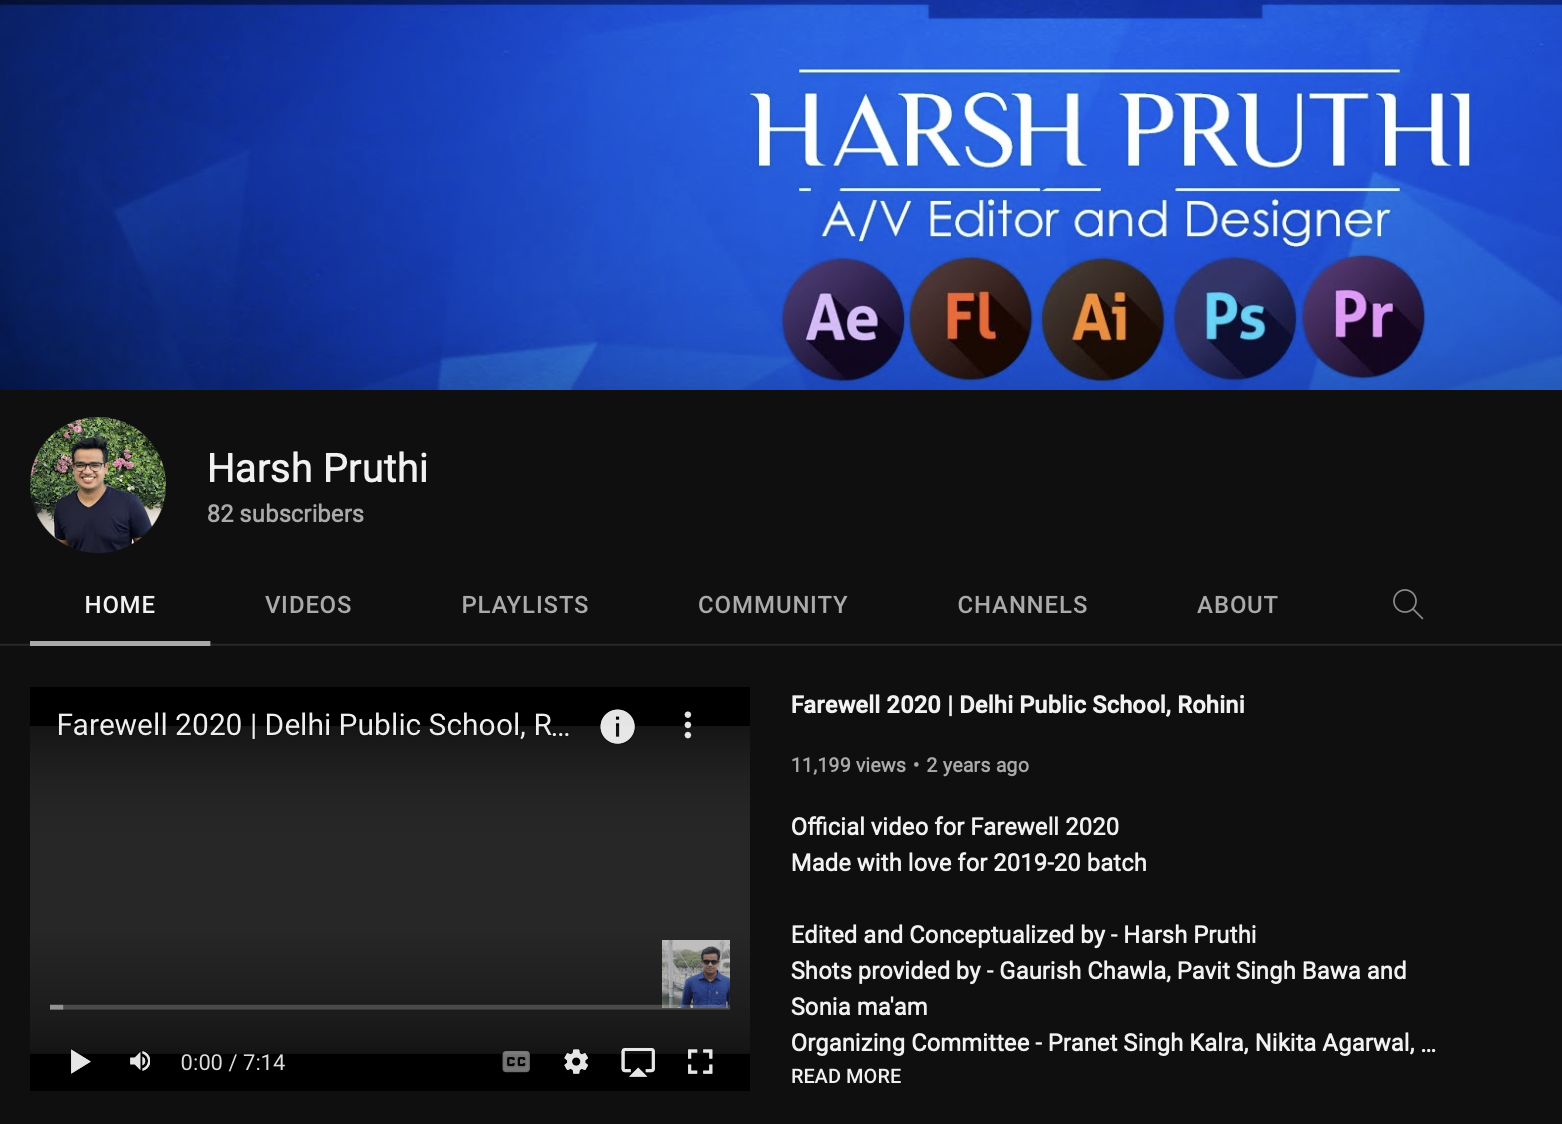 HARSH PRUTHI
A/V Editor and Designer
Ae Fl Ai Ps Pr
Harsh Pruthi
82 subscribers
HOME VIDEOS PLAYLISTS COMMUNITY CHANNELS ABOUT
Farewell 2020 | Delhi Public School, R...
i
CC
0:00 / 7:14
Farewell 2020 | Delhi Public School, Rohini
11,199 views • 2 years ago
Official video for Farewell 2020
Made with love for 2019-20 batch
Edited and Conceptualized by - Harsh Pruthi
Shots provided by - Gaurish Chawla, Pavit Singh Bawa and
Sonia ma'am
Organizing Committee - Pranet Singh Kalra, Nikita Agarwal, ...
READ MORE